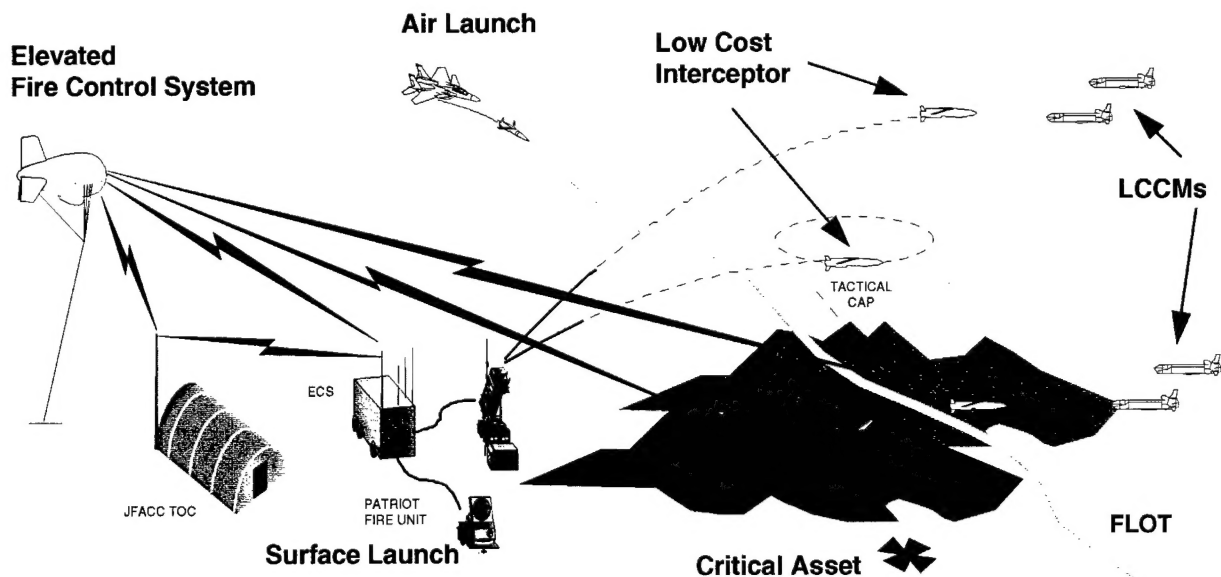 Elevated
Fire Control System
Air Launch
Low Cost
Interceptor
LCCMs
TACTICAL
CAP
ECS
JFACC TOC
PATRIOT
FIRE UNIT
Surface Launch
Critical Asset
FLOT